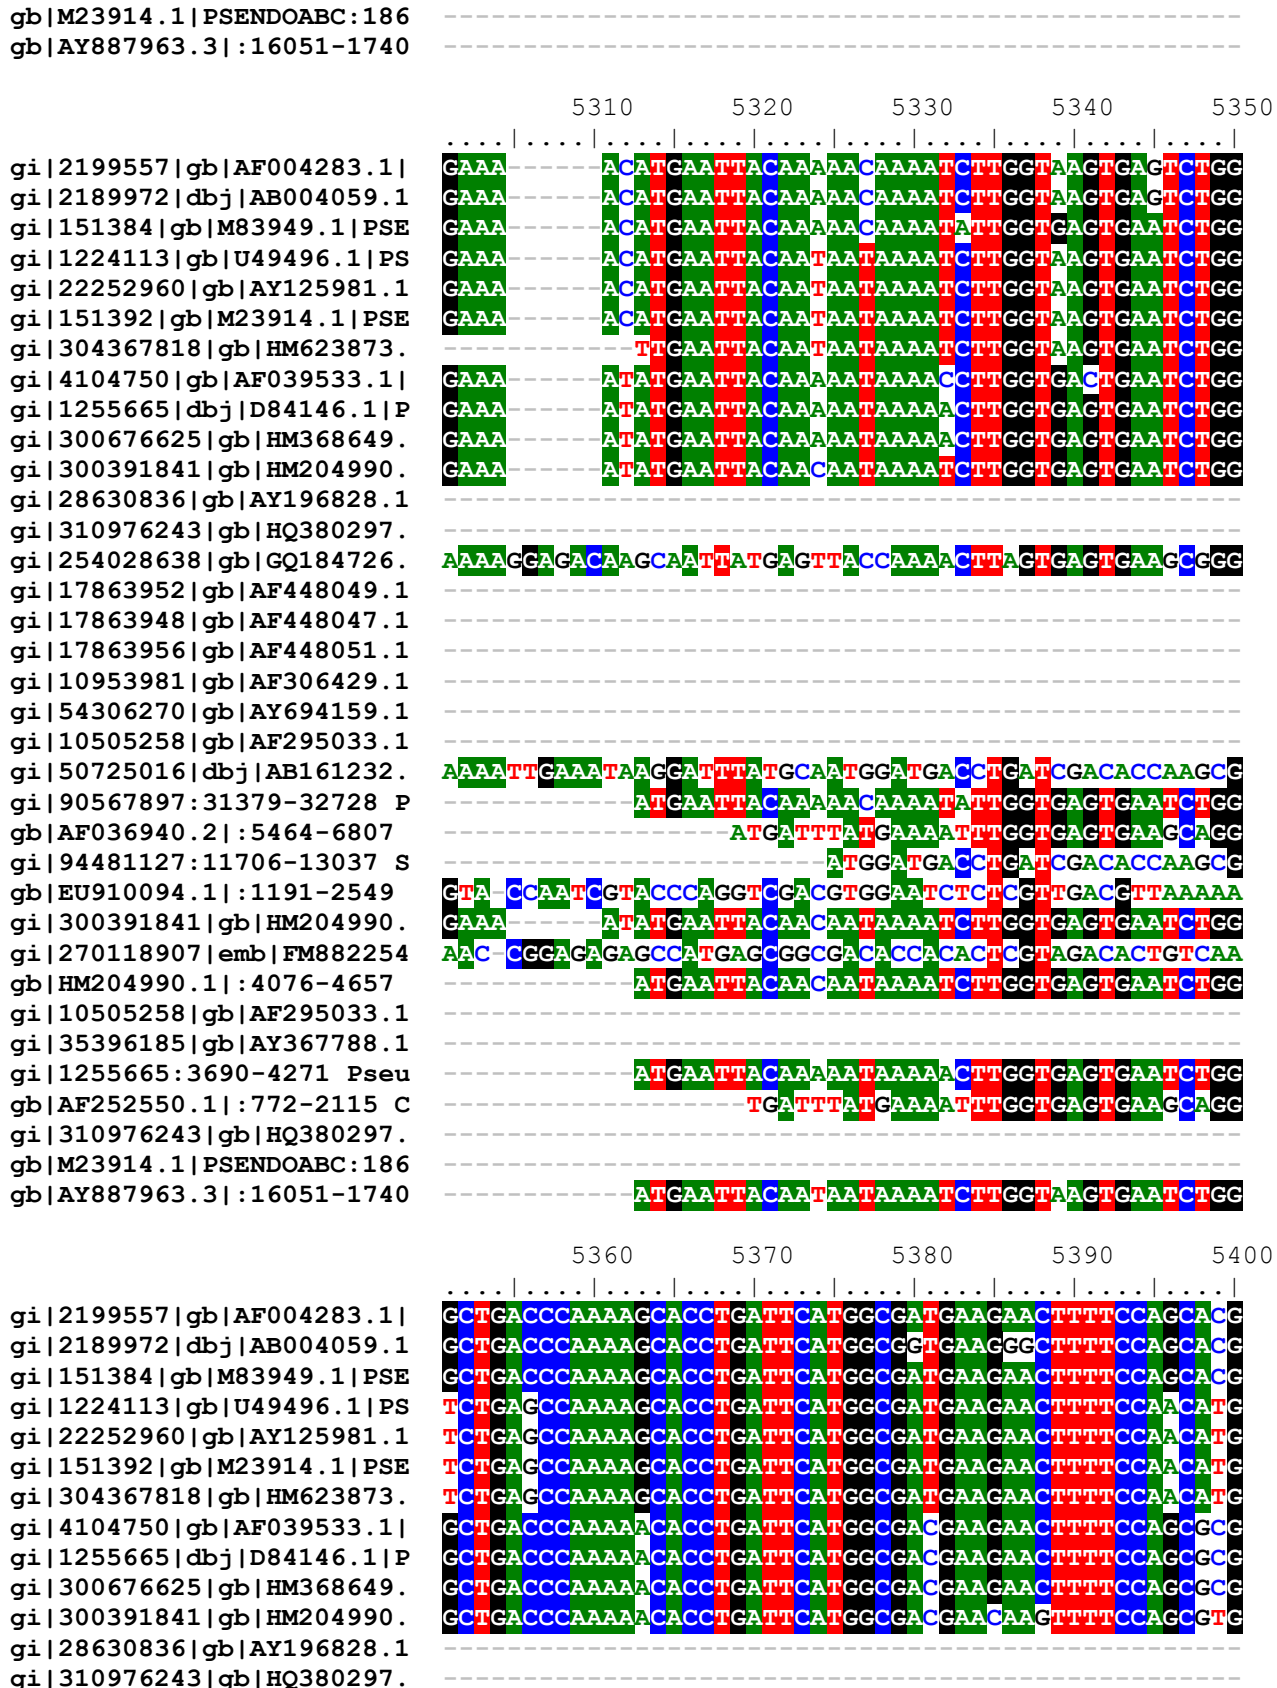 gb|M23914.1|PSENDOABC:186 --------------------------------------------------
gb|AY887963.3|:16051-1740 --------------------------------------------------
5310 5320 5330 5340 5350
....|....|....|....|....|....|....|....|....|....|
gi|2199557|gb|AF004283.1| GAAA------ACATGAATTACAAAAACAAAATCTTGGTAAGTGAGTCTGG
gi|2189972|dbj|AB004059.1 GAAA------ACATGAATTACAAAAACAAAATCTTGGTAAGTGAGTCTGG
gi|151384|gb|M83949.1|PSE GAAA------ACATGAATTACAAAAACAAAATATTGGTGAGTGAATCTGG
gi|1224113|gb|U49496.1|PS GAAA------ACATGAATTACAATAATAAAATCTTGGTAAGTGAATCTGG
gi|22252960|gb|AY125981.1 GAAA------ACATGAATTACAATAATAAAATCTTGGTAAGTGAATCTGG
gi|151392|gb|M23914.1|PSE GAAA------ACATGAATTACAATAATAAAATCTTGGTAAGTGAATCTGG
gi|304367818|gb|HM623873. ------------TTGAATTACAATAATAAAATCTTGGTAAGTGAATCTGG
gi|4104750|gb|AF039533.1| GAAA------ATATGAATTACAAAAATAAAACCTTGGTGACTGAATCTGG
gi|1255665|dbj|D84146.1|P GAAA------ATATGAATTACAAAAATAAAAACTTGGTGAGTGAATCTGG
gi|300676625|gb|HM368649. GAAA------ATATGAATTACAAAAATAAAAACTTGGTGAGTGAATCTGG
gi|300391841|gb|HM204990. GAAA------ATATGAATTACAACAATAAAATCTTGGTGAGTGAATCTGG
gi|28630836|gb|AY196828.1 --------------------------------------------------
gi|310976243|gb|HQ380297. --------------------------------------------------
gi|254028638|gb|GQ184726. AAAAGGAGACAAGCAATTATGAGTTACCAAAACTTAGTGAGTGAAGCGGG
gi|17863952|gb|AF448049.1 --------------------------------------------------
gi|17863948|gb|AF448047.1 --------------------------------------------------
gi|17863956|gb|AF448051.1 --------------------------------------------------
gi|10953981|gb|AF306429.1 --------------------------------------------------
gi|54306270|gb|AY694159.1 --------------------------------------------------
gi|10505258|gb|AF295033.1 --------------------------------------------------
gi|50725016|dbj|AB161232. AAAATTGAAATAAGGATTTATGCAATGGATGACCTGATCGACACCAAGCG
gi|90567897:31379-32728 P ------------ATGAATTACAAAAACAAAATATTGGTGAGTGAATCTGG
gb|AF036940.2|:5464-6807 ------------------ATGATTTATGAAAATTTGGTGAGTGAAGCAGG
gi|94481127:11706-13037 S ------------------------ATGGATGACCTGATCGACACCAAGCG
gb|EU910094.1|:1191-2549 GTA-CCAATCGTACCCAGGTCGACGTGGAATCTCTCGTTGACGTTAAAAA
gi|300391841|gb|HM204990. GAAA------ATATGAATTACAACAATAAAATCTTGGTGAGTGAATCTGG
gi|270118907|emb|FM882254 AAC-CGGAGAGAGCCATGAGCGGCGACACCACACTCGTAGACACTGTCAA
gb|HM204990.1|:4076-4657 ------------ATGAATTACAACAATAAAATCTTGGTGAGTGAATCTGG
gi|10505258|gb|AF295033.1 --------------------------------------------------
gi|35396185|gb|AY367788.1 --------------------------------------------------
gi|1255665:3690-4271 Pseu ------------ATGAATTACAAAAATAAAAACTTGGTGAGTGAATCTGG
gb|AF252550.1|:772-2115 C -------------------TGATTTATGAAAATTTGGTGAGTGAAGCAGG
gi|310976243|gb|HQ380297. --------------------------------------------------
gb|M23914.1|PSENDOABC:186 --------------------------------------------------
gb|AY887963.3|:16051-1740 ------------ATGAATTACAATAATAAAATCTTGGTAAGTGAATCTGG
5360 5370 5380 5390 5400
....|....|....|....|....|....|....|....|....|....|
gi|2199557|gb|AF004283.1| GCTGACCCAAAAGCACCTGATTCATGGCGATGAAGAACTTTTCCAGCACG
gi|2189972|dbj|AB004059.1 GCTGACCCAAAAGCACCTGATTCATGGCGGTGAAGGGCTTTTCCAGCACG
gi|151384|gb|M83949.1|PSE GCTGACCCAAAAGCACCTGATTCATGGCGATGAAGAACTTTTCCAGCACG
gi|1224113|gb|U49496.1|PS TCTGAGCCAAAAGCACCTGATTCATGGCGATGAAGAACTTTTCCAACATG
gi|22252960|gb|AY125981.1 TCTGAGCCAAAAGCACCTGATTCATGGCGATGAAGAACTTTTCCAACATG
gi|151392|gb|M23914.1|PSE TCTGAGCCAAAAGCACCTGATTCATGGCGATGAAGAACTTTTCCAACATG
gi|304367818|gb|HM623873. TCTGAGCCAAAAGCACCTGATTCATGGCGATGAAGAACTTTTCCAACATG
gi|4104750|gb|AF039533.1| GCTGACCCAAAAACACCTGATTCATGGCGACGAAGAACTTTTCCAGCGCG
gi|1255665|dbj|D84146.1|P GCTGACCCAAAAACACCTGATTCATGGCGACGAAGAACTTTTCCAGCGCG
gi|300676625|gb|HM368649. GCTGACCCAAAAACACCTGATTCATGGCGACGAAGAACTTTTCCAGCGCG
gi|300391841|gb|HM204990. GCTGACCCAAAAACACCTGATTCATGGCGACGAACAAGTTTTCCAGCGTG
gi|28630836|gb|AY196828.1 --------------------------------------------------
gi|310976243|gb|HQ380297. --------------------------------------------------